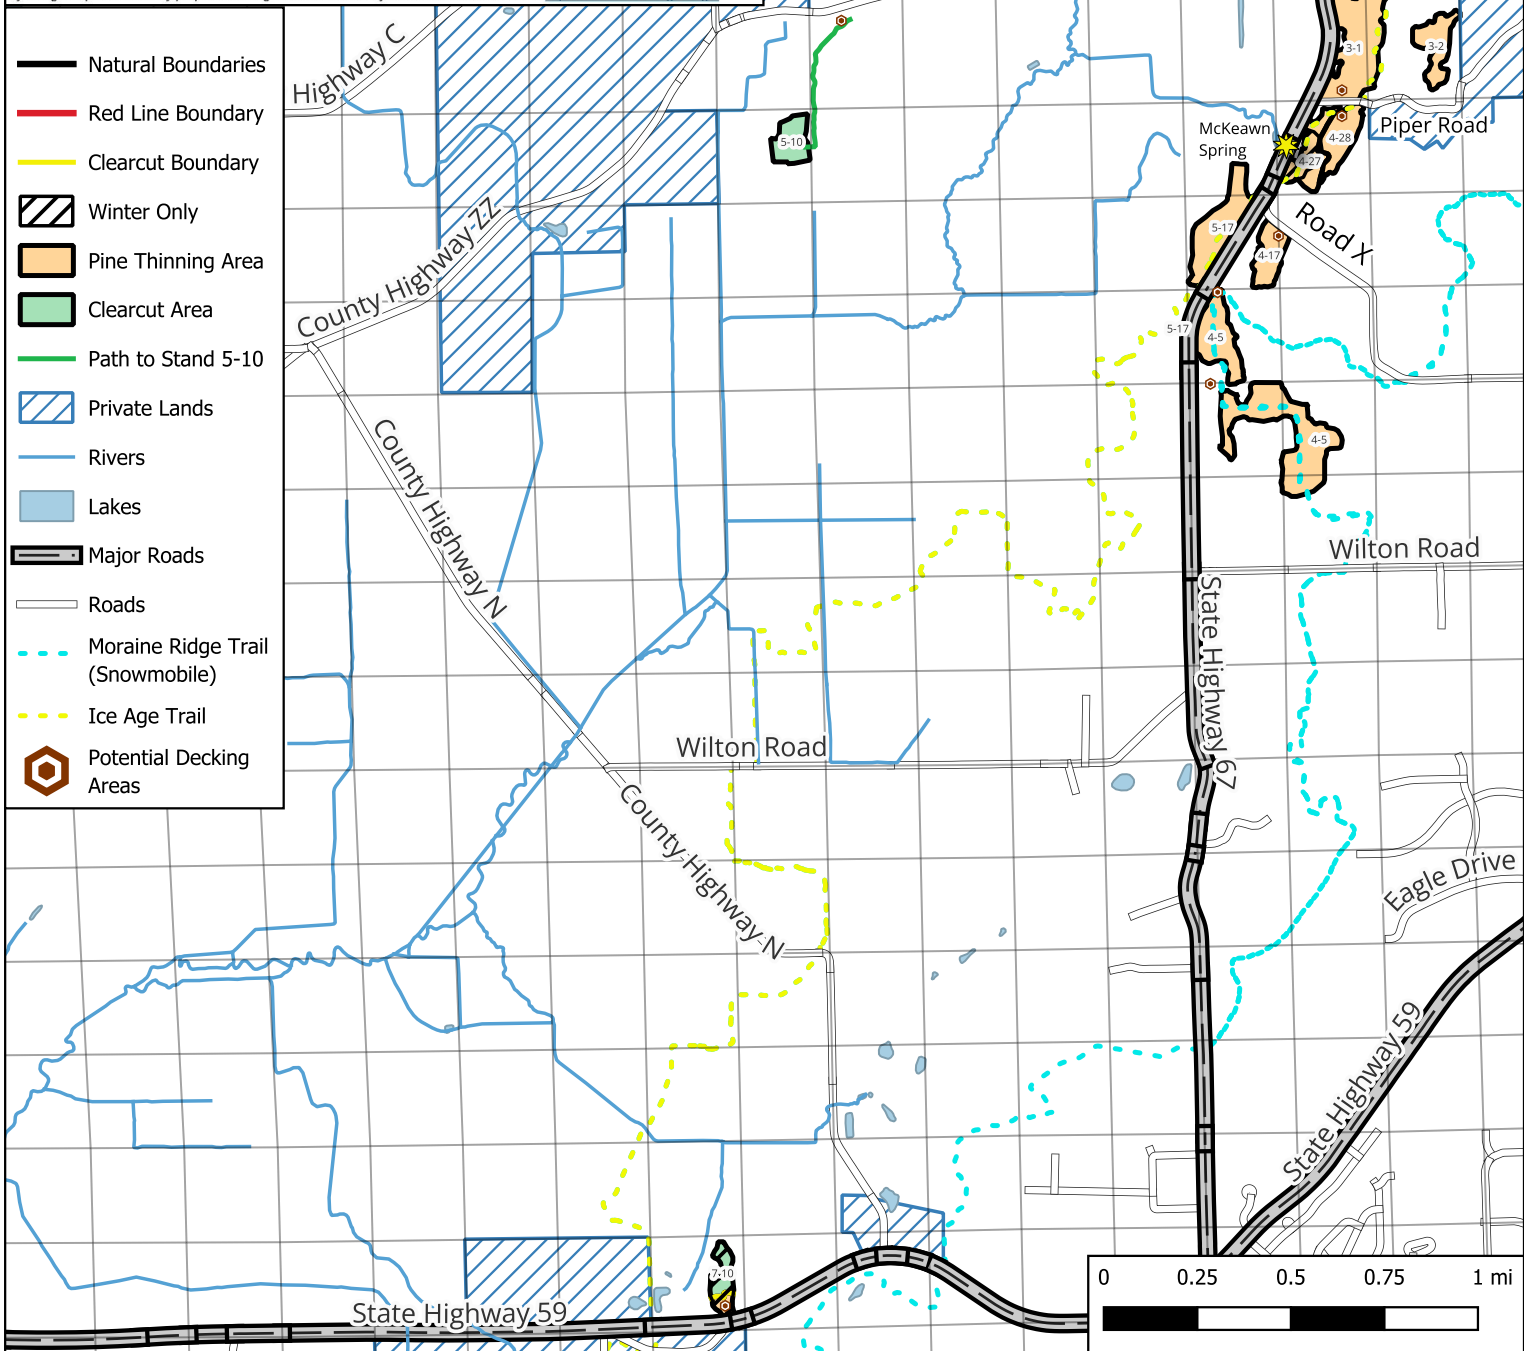 Natural Boundaries
Red Line Boundary
Clearcut Boundary
Winter Only
Pine Thinning Area
Clearcut Area
Path to Stand 5-10
Private Lands
Rivers
Lakes
Major Roads
Roads
Moraine Ridge Trail
(Snowmobile)
Ice Age Trail
Potential Decking
Areas
Highway C
County Highway ZZ
County Highway N
5-10
3-1
3-2
McKeawn
Spring
Piper Road
4-28
4-27
5-17
4-17
Road X
5-17
4-5
4-5
Wilton Road
State Highway 67
Wilton Road
County Highway N
Eagle Drive
State Highway 59
7-10
State Highway 59
0 0.25 0.5 0.75 1 mi